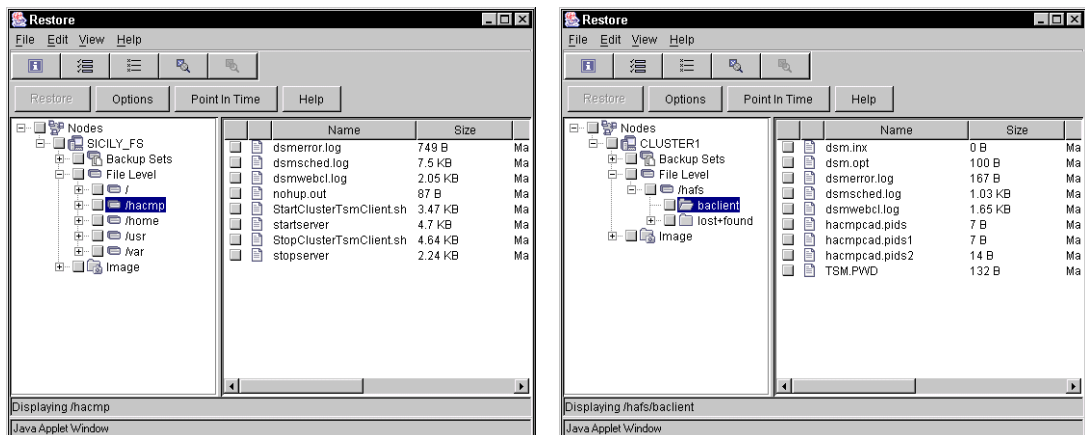 Restore
File Edit View Help
Restore Options Point In Time Help
Nodes
SICILY_FS
Backup Sets
File Level
/
/hacmp
/home
/usr
/var
Image
Name Size
dsmerror.log 749 B Ma
dsmsched.log 7.5 KB Ma
dsmwebcl.log 2.05 KB Ma
nohup.out 87 B Ma
StartClusterTsmClient.sh 3.47 KB Ma
startserver 4.7 KB Ma
StopClusterTsmClient.sh 4.64 KB Ma
stopserver 2.24 KB Ma
Displaying /hacmp
Java Applet Window
Restore
File Edit View Help
Restore Options Point In Time Help
Nodes
CLUSTER1
Backup Sets
File Level
/hafs
baclient
lost+found
Image
Name Size
dsm.inx 0 B Ma
dsm.opt 100 B Ma
dsmerror.log 167 B Ma
dsmsched.log 1.03 KB Ma
dsmwebcl.log 1.65 KB Ma
hacmpcad.pids 7 B Ma
hacmpcad.pids1 7 B Ma
hacmpcad.pids2 14 B Ma
TSM.PWD 132 B Ma
Displaying /hafs/baclient
Java Applet Window